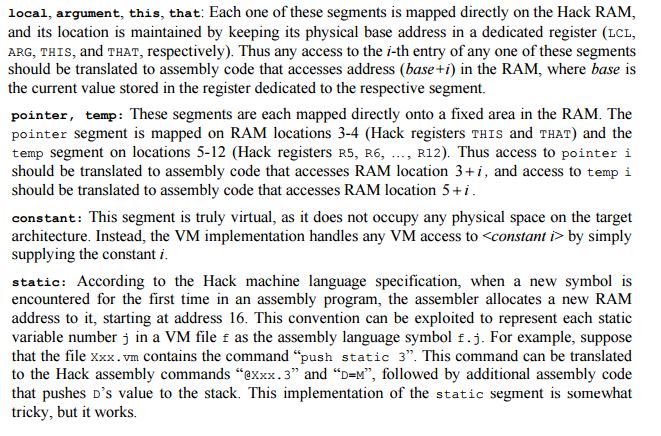 local, argument, this, that: Each one of these segments is mapped directly on the Hack RAM,
and its location is maintained by keeping its physical base address in a dedicated register (LCL,
ARG, THIS, and THAT, respectively). Thus any access to the i-th entry of any one of these segments
should be translated to assembly code that accesses address (base+i) in the RAM, where base is
the current value stored in the register dedicated to the respective segment.
pointer, temp: These segments are each mapped directly onto a fixed area in the RAM. The
pointer segment is mapped on RAM locations 3-4 (Hack registers THIS and THAT) and the
temp segment on locations 5-12 (Hack registers R5, R6, ..., R12). Thus access to pointer i
should be translated to assembly code that accesses RAM location 3+i, and access to temp i
should be translated to assembly code that accesses RAM location 5+i.
constant: This segment is truly virtual, as it does not occupy any physical space on the target
architecture. Instead, the VM implementation handles any VM access to <constant i> by simply
supplying the constant i.
static: According to the Hack machine language specification, when a new symbol is
encountered for the first time in an assembly program, the assembler allocates a new RAM
address to it, starting at address 16. This convention can be exploited to represent each static
variable number j in a VM file f as the assembly language symbol f.j. For example, suppose
that the file Xxx.vm contains the command “push static 3”. This command can be translated
to the Hack assembly commands “@Xxx.3” and “D=M”, followed by additional assembly code
that pushes D’s value to the stack. This implementation of the static segment is somewhat
tricky, but it works.